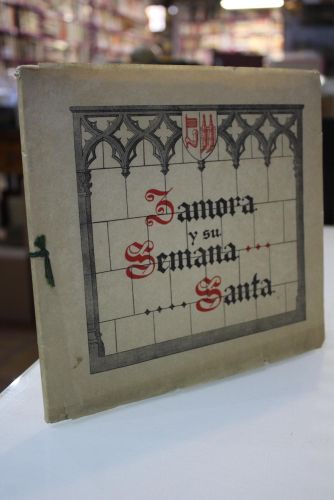 Zamora
y su
Semana ...
.... Santa.